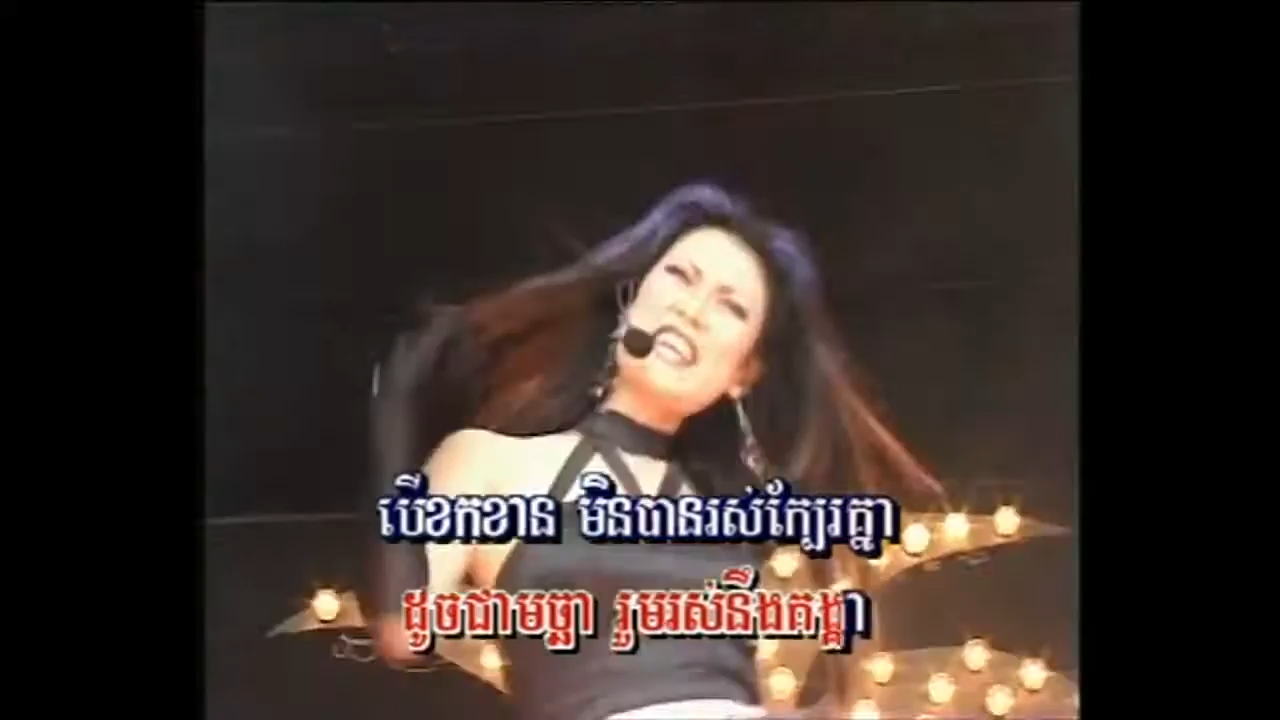 បើខកខាន មិនបានរស់ក្បែរគ្នា
ដូចជាមច្ឆា រួមរស់នឹងគង្គា